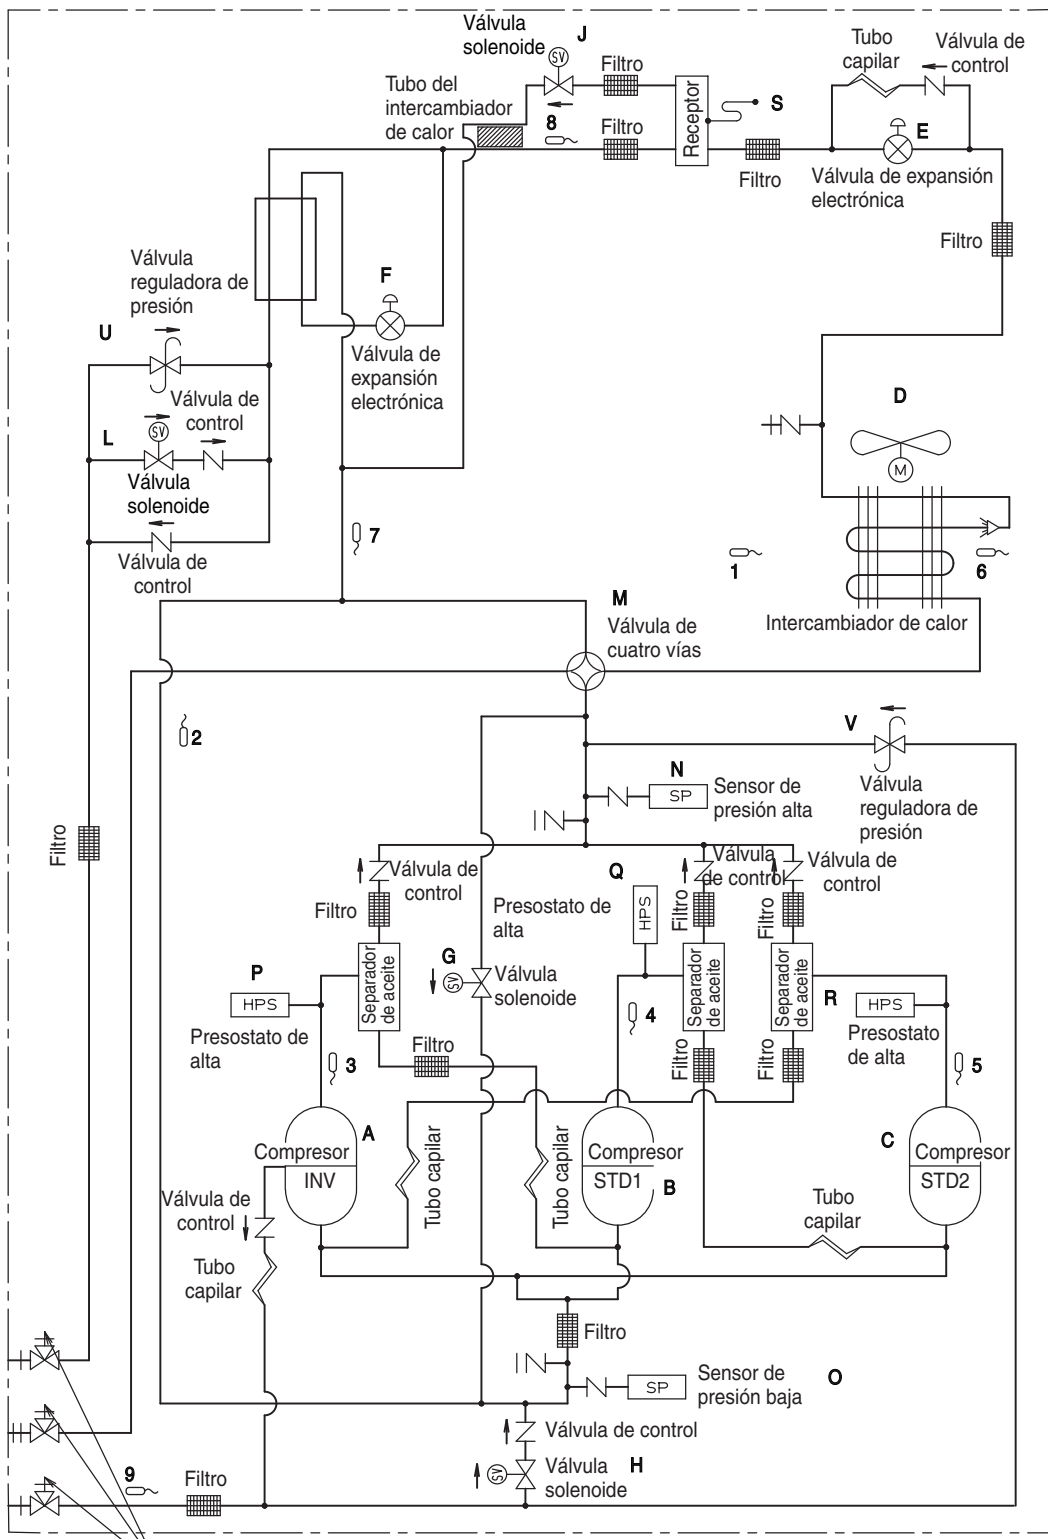 Válvula
solenoide
J
SV
Filtro
Tubo
capilar
Válvula de
control
Tubo del
intercambiador
de calor
8
Filtro
Receptor
S
E
Filtro
Válvula de expansión
electrónica
Filtro
Válvula
reguladora de
presión
U
F
Válvula de
expansión
electrónica
Válvula de
control
L
SV
Válvula
solenoide
Válvula de
control
D
M
7
1
6
Intercambiador de calor
M
Válvula de
cuatro vías
2
V
Válvula
reguladora de
presión
N
SP
Sensor de
presión alta
Filtro
Válvula de
control
Válvula
de control
Válvula de
control
Q
HPS
Presostato de
alta
Filtro
Filtro
Filtro
P
HPS
Presostato de
alta
Separador
de aceite
G
SV
Válvula
solenoide
4
Separador
de aceite
Separador
de aceite
R
HPS
Presostato
de alta
3
Filtro
Filtro
Filtro
5
A
Compresor
INV
Tubo capilar
Tubo capilar
Compresor
STD1
B
C
Compresor
STD2
Válvula de
control
Tubo
capilar
Tubo
capilar
Filtro
SP
Sensor de
presión baja
O
Válvula de control
SV
Válvula
solenoide
H
9
Filtro